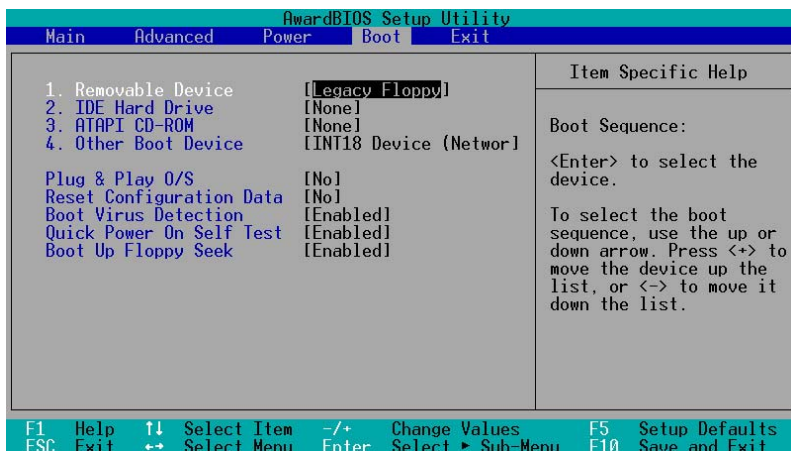 AwardBIOS Setup Utility
Main Advanced Power Boot Exit
Item Specific Help
1. Removable Device [Legacy Floppy]
2. IDE Hard Drive [None]
3. ATAPI CD-ROM [None]
4. Other Boot Device [INT18 Device (Networ]
Plug & Play O/S [No]
Reset Configuration Data [No]
Boot Virus Detection [Enabled]
Quick Power On Self Test [Enabled]
Boot Up Floppy Seek [Enabled]
Boot Sequence:
<Enter> to select the
device.
To select the boot
sequence, use the up or
down arrow. Press <+> to
move the device up the
list, or <-> to move it
down the list.
F1 Help ↑↓ Select Item -/+ Change Values F5 Setup Defaults
ESC Exit ↔ Select Menu Enter Select ► Sub-Menu F10 Save and Exit